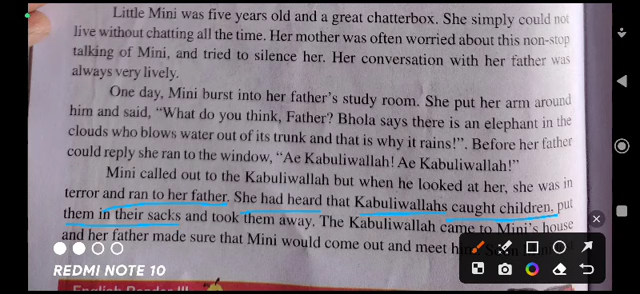 Little Mini was five years old and a great chatterbox. She simply could not
live without chatting all the time. Her mother was often worried about this non-stop
talking of Mini, and tried to silence her. Her conversation with her father was
always very lively.
One day, Mini burst into her father's study room. She put her arm around
him and said, "What do you think, Father? Bhola says there is an elephant in the
clouds who blows water out of its trunk and that is why it rains!". Before her father
could reply she ran to the window, "Ae Kabuliwallah! Ae Kabuliwallah!"
Mini called out to the Kabuliwallah but when he looked at her, she was in
terror and ran to her father. She had heard that Kabuliwallahs caught children, put
them in their sacks and took them away. The Kabuliwallah came to Mini's house
and her father made sure that Mini would come out and meet
REDMI NOTE 10
English Reader III